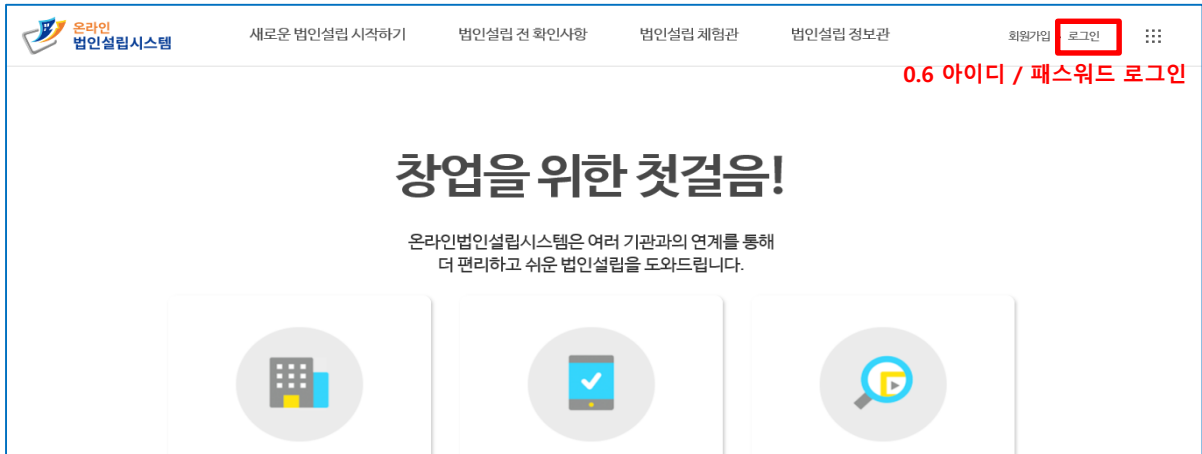 온라인
법인설립시스템
새로운 법인설립 시작하기 법인설립 전 확인사항 법인설립 체험관 법인설립 정보관 회원가입 로그인
0.6 아이디 / 패스워드 로그인
창업을 위한 첫걸음!
온라인법인설립시스템은 여러 기관과의 연계를 통해
더 편리하고 쉬운 법인설립을 도와드립니다.